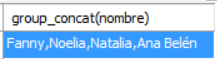 group_concat(nombre)
Fanny,Noelia,Natalia,Ana Belén